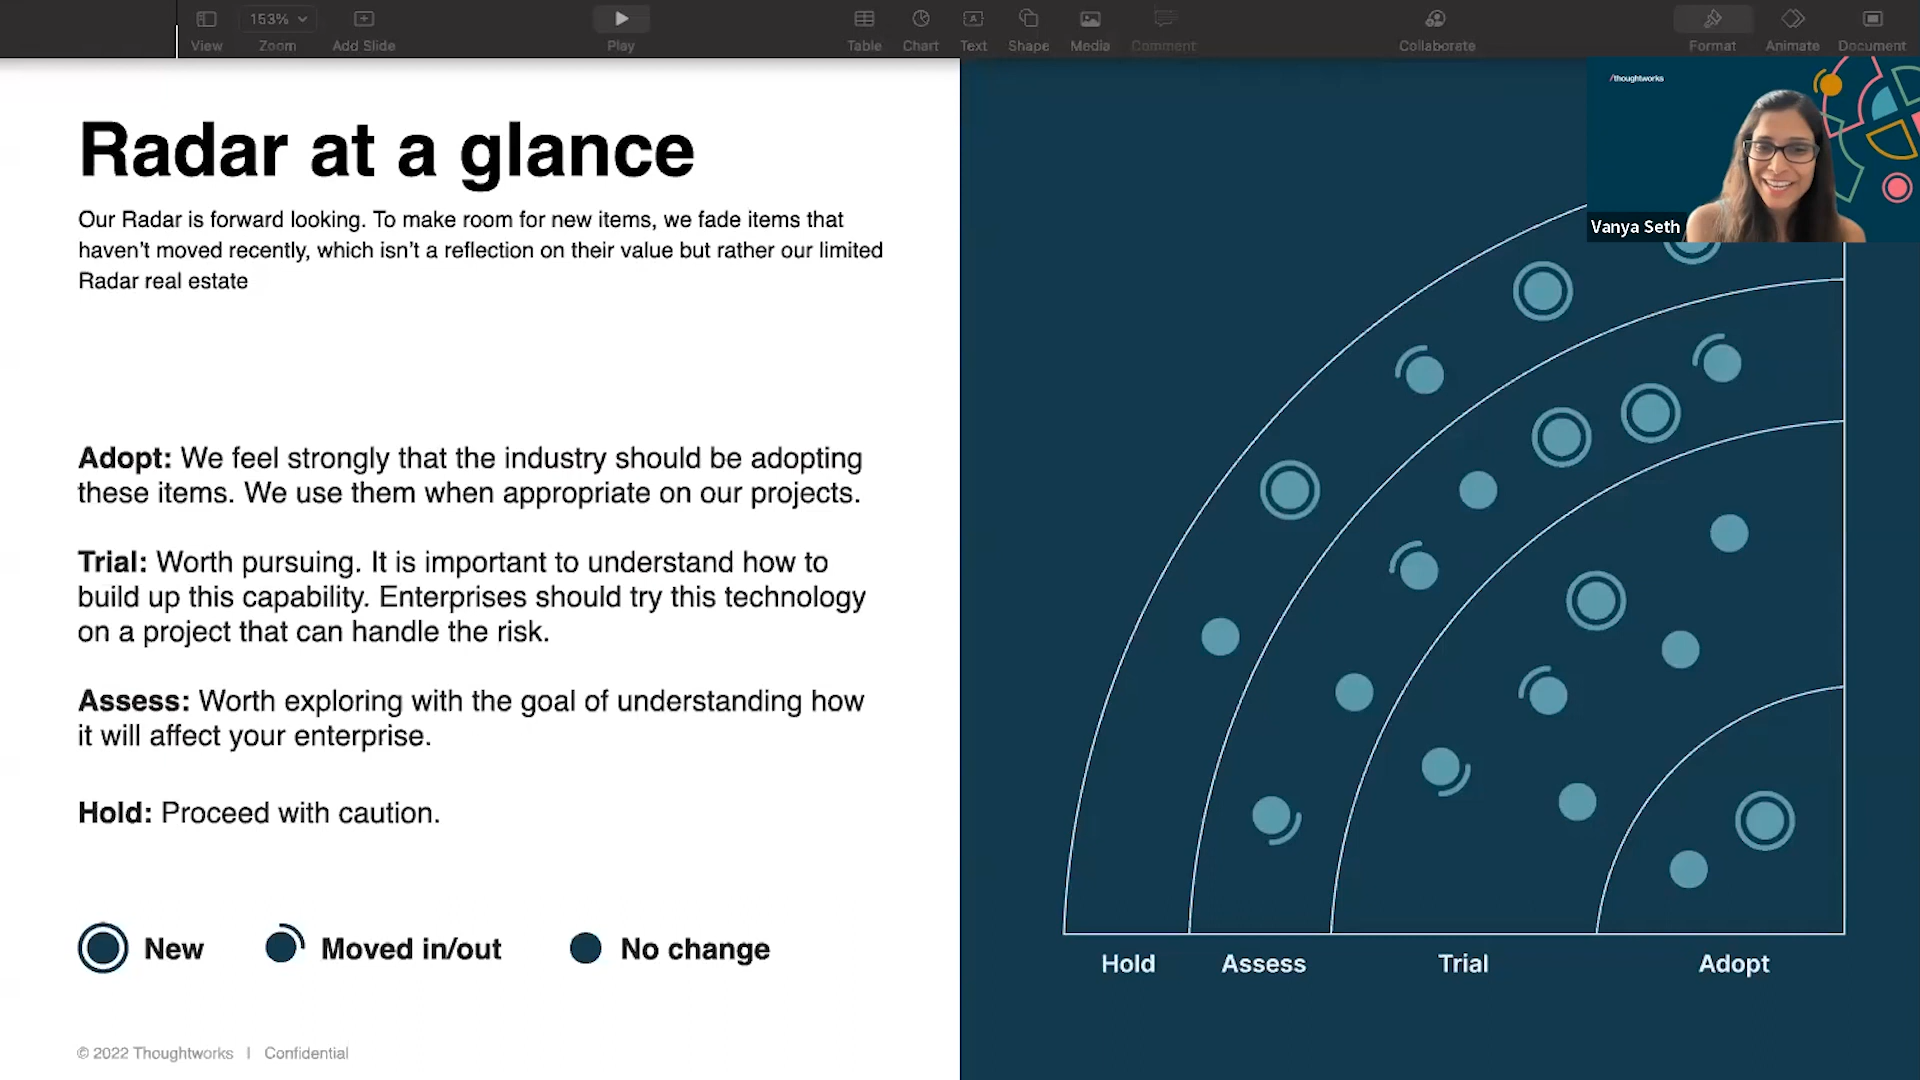 153%
View
Zoom
Add Slide
Play
Table
Chart
Text
Shape
Media
Comment
Collaborate
Format
Animate
Document
/thoughtworks
Vanya Seth
Radar at a glance
Our Radar is forward looking. To make room for new items, we fade items that
haven’t moved recently, which isn’t a reflection on their value but rather our limited
Radar real estate
Adopt: We feel strongly that the industry should be adopting
these items. We use them when appropriate on our projects.
Trial: Worth pursuing. It is important to understand how to
build up this capability. Enterprises should try this technology
on a project that can handle the risk.
Assess: Worth exploring with the goal of understanding how
it will affect your enterprise.
Hold: Proceed with caution.
New
Moved in/out
No change
Hold
Assess
Trial
Adopt
© 2022 Thoughtworks | Confidential